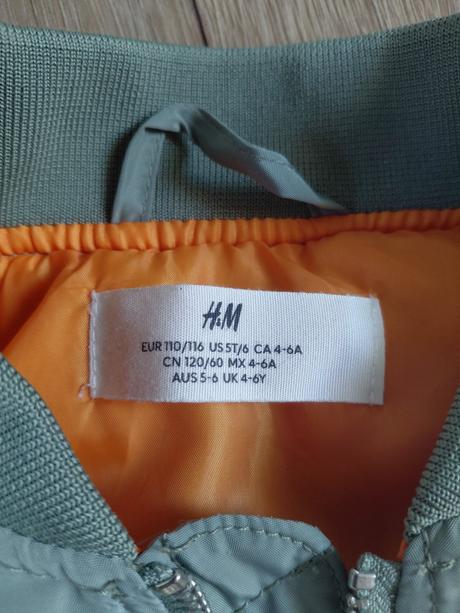 H&M
EUR 110/116 US 5T/6 CA 4-6A
CN 120/60 MX 4-6A
AUS 5-6 UK 4-6Y